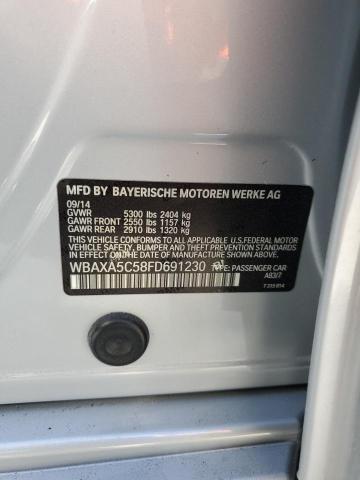 MFD BY BAYERISCHE MOTOREN WERKE AG
09/14
GVWR 5300 lbs 2404 kg
GAWR FRONT 2550 lbs 1157 kg
GAWR REAR 2910 lbs 1320 kg
THIS VEHICLE CONFORMS TO ALL APPLICABLE U.S.FEDERAL MOTOR
VEHICLE SAFETY, BUMPER AND THEFT PREVENTION STANDARDS
IN EFFECT ON THE DATE OF MANUFACTURE SHOWN ABOVE.
WBAXA5C58FD691230 TYPE: PASSENGER CAR
A83/7